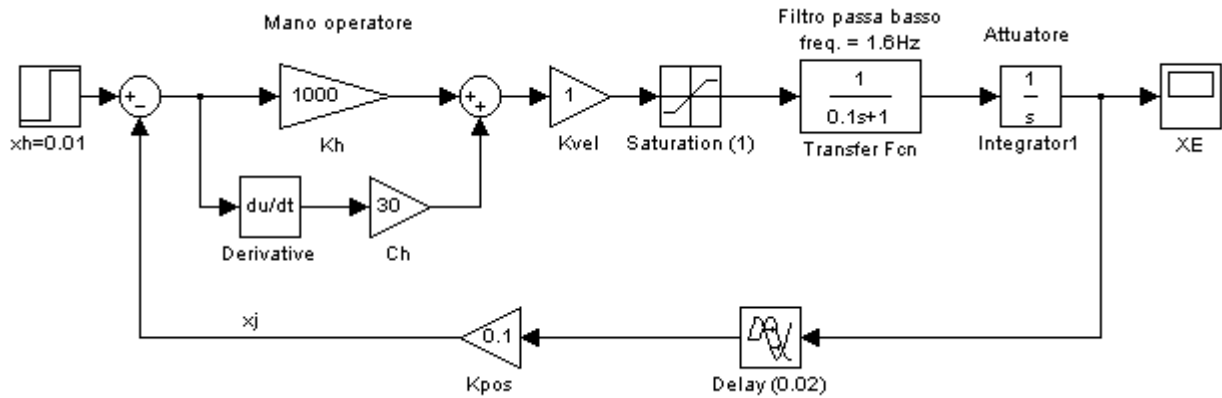 Mano operatore
Filtro passa basso
freq. = 1.6Hz
Attuatore
xh=0.01
+
−
1000
Kh
+
+
1
Kvel
Saturation (1)
1
0.1s+1
Transfer Fcn
1
s
Integrator1
XE
du/dt
Derivative
30
Ch
xj
0.1
Kpos
Delay (0.02)